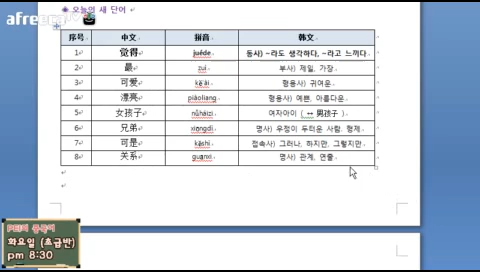 afreeca TV
◈ 오늘의 새 단어
序号 中文 拼音 韩文
1 觉得 juéde 동사) ~라도 생각하다, ~라고 느끼다.
2 最 zuì 부사) 제일, 가장
3 可爱 kě'ài 형용사) 귀여운
4 漂亮 piàoliang 형용사) 예쁜, 아름다운
5 女孩子 nǚháizi 여자아이 ( ↔ 男孩子 )
6 兄弟 xiōngdì 명사) 우정이 두터운 사람, 형제
7 可是 kěshì 접속사) 그러나, 하지만, 그렇지만
8 关系 guānxi 명사) 관계, 연줄
화요일 (초급반)
pm 8:30